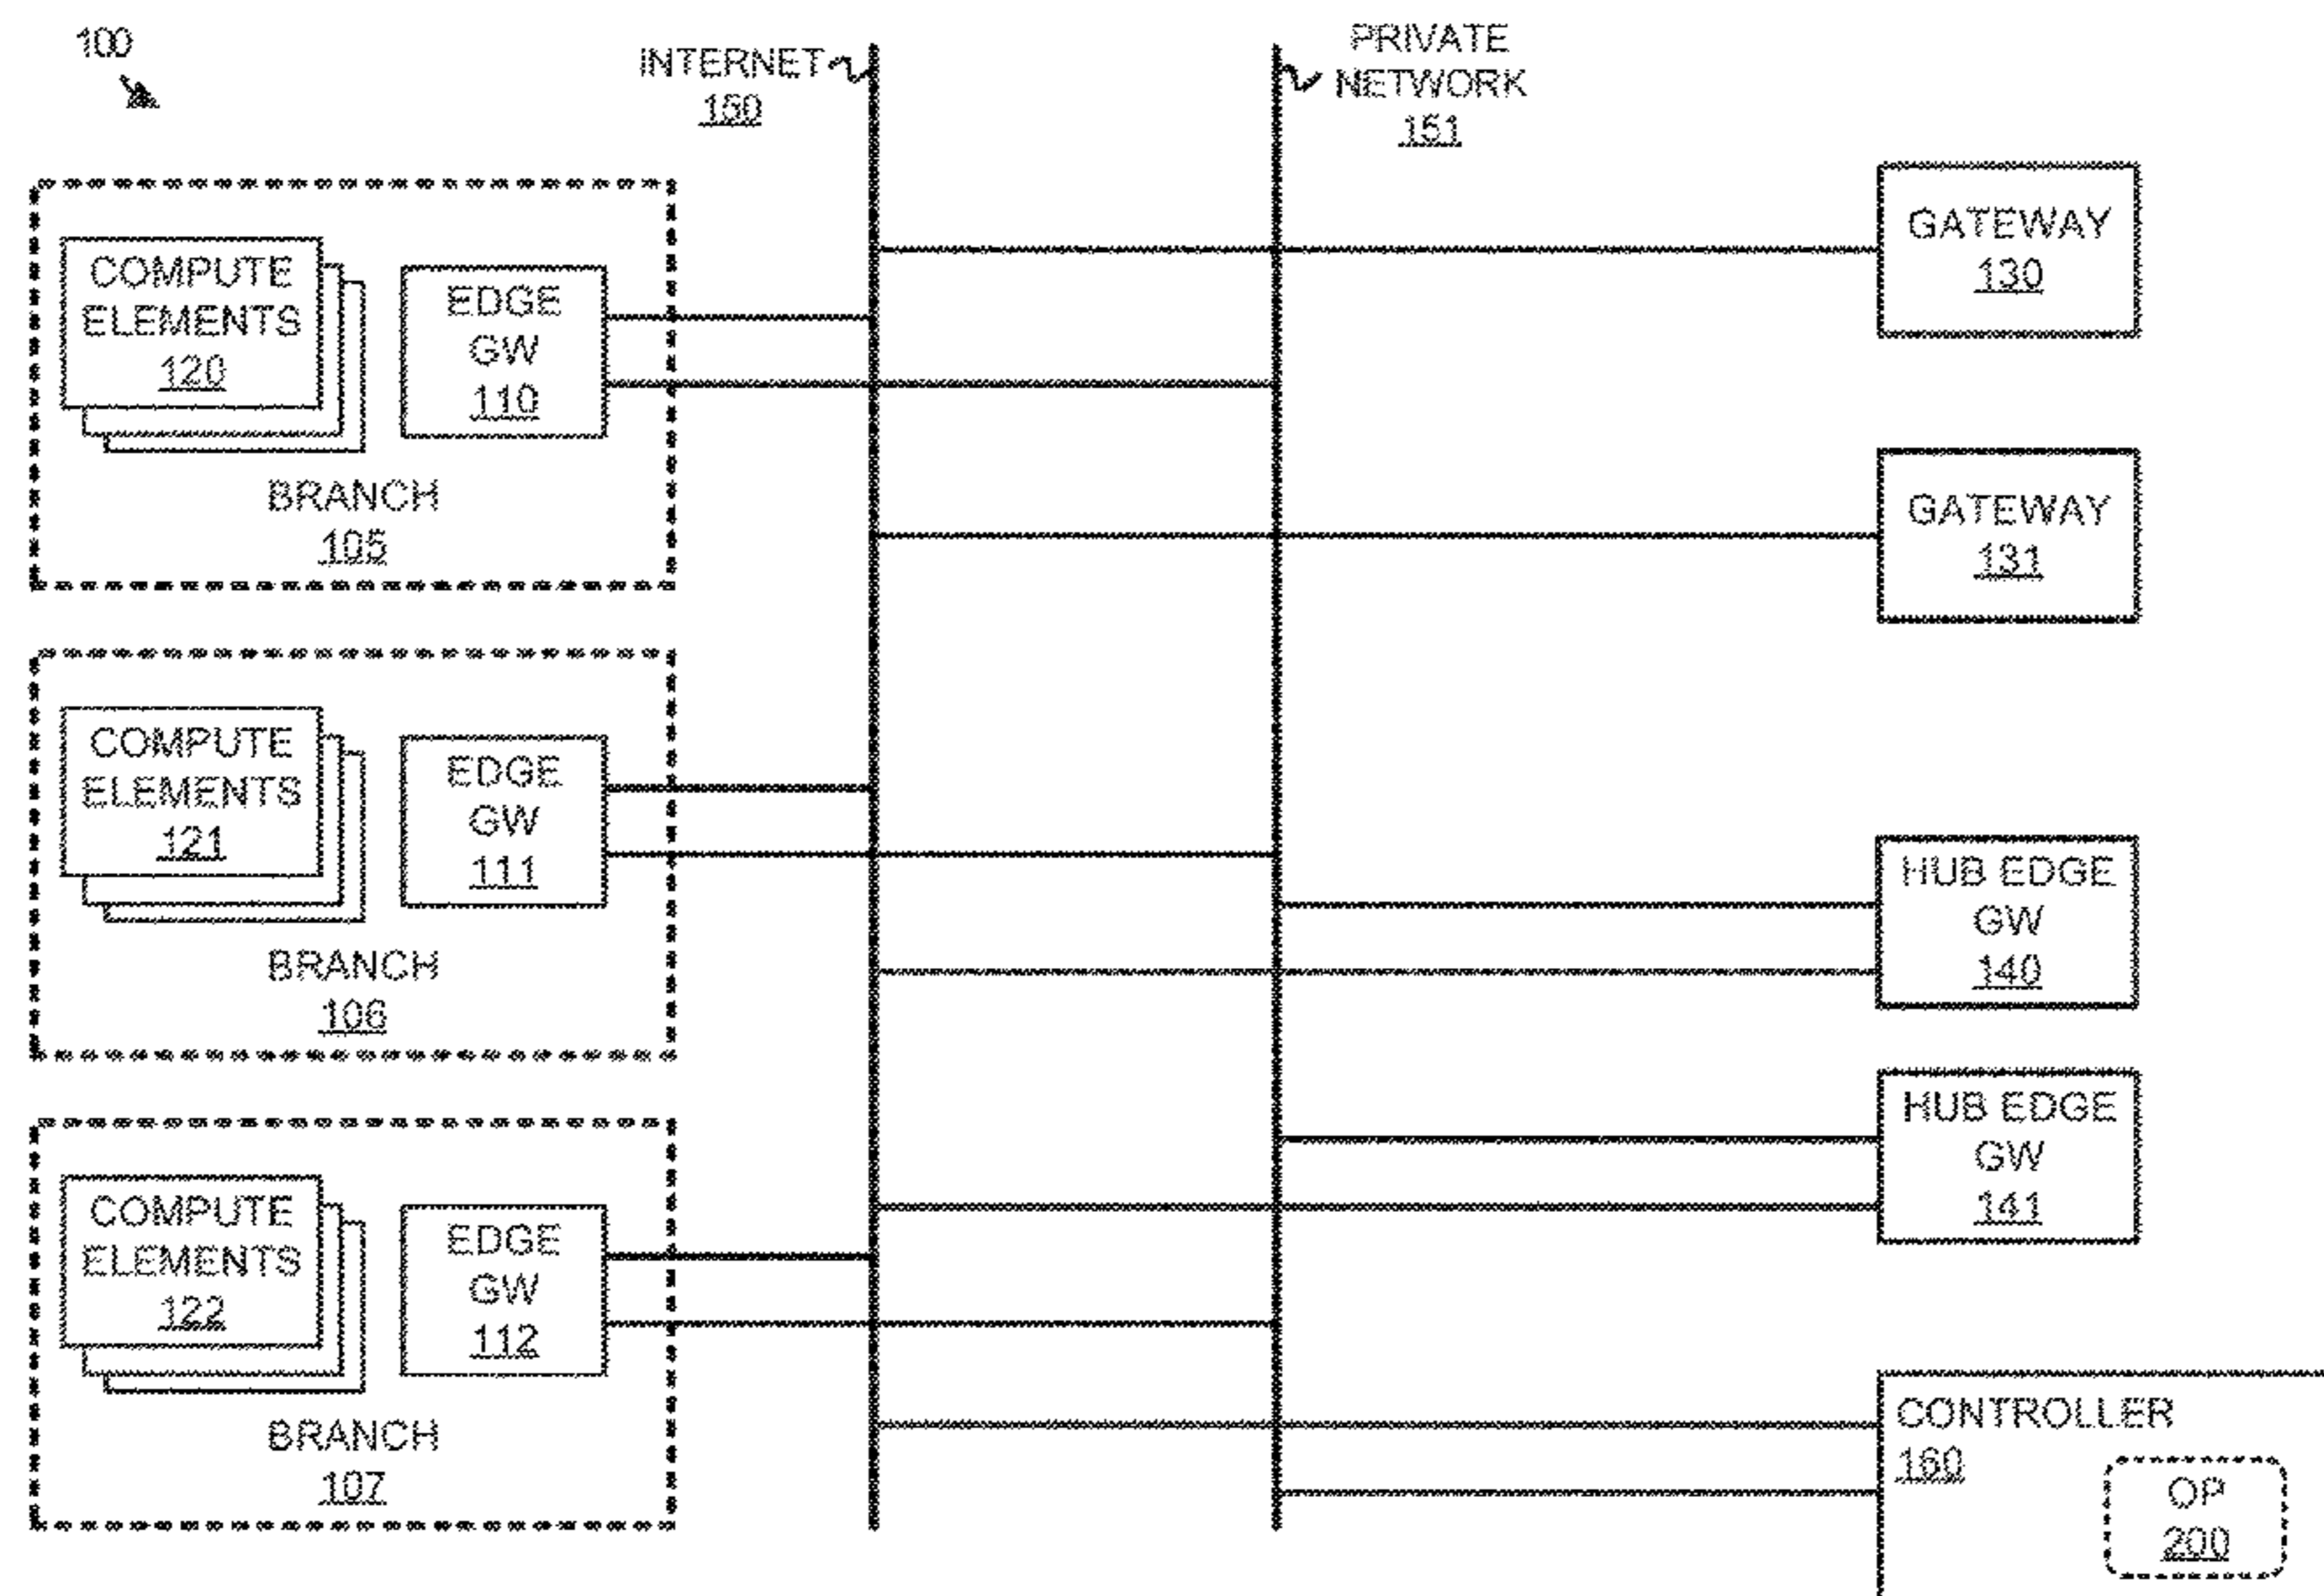 100
INTERNET
150
PRIVATE
NETWORK
151
COMPUTE
ELEMENTS
120
EDGE
GW
110
BRANCH
105
GATEWAY
130
GATEWAY
131
COMPUTE
ELEMENTS
121
EDGE
GW
111
BRANCH
106
HUB EDGE
GW
140
HUB EDGE
GW
141
COMPUTE
ELEMENTS
122
EDGE
GW
112
BRANCH
107
CONTROLLER
160
OP
200